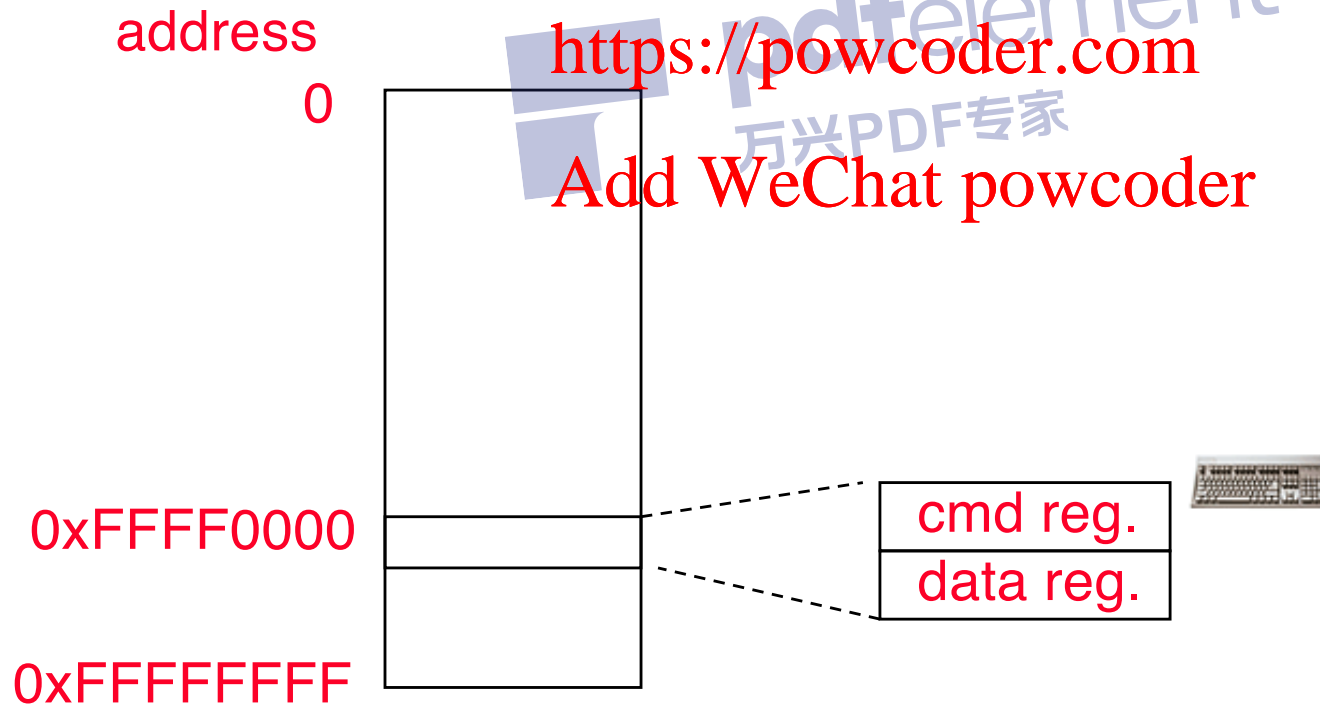 pdfelement
address
https://powcoder.com
0
万兴PDF专家
Add WeChat powcoder
0xFFFF0000
cmd reg.
data reg.
0xFFFFFFFF